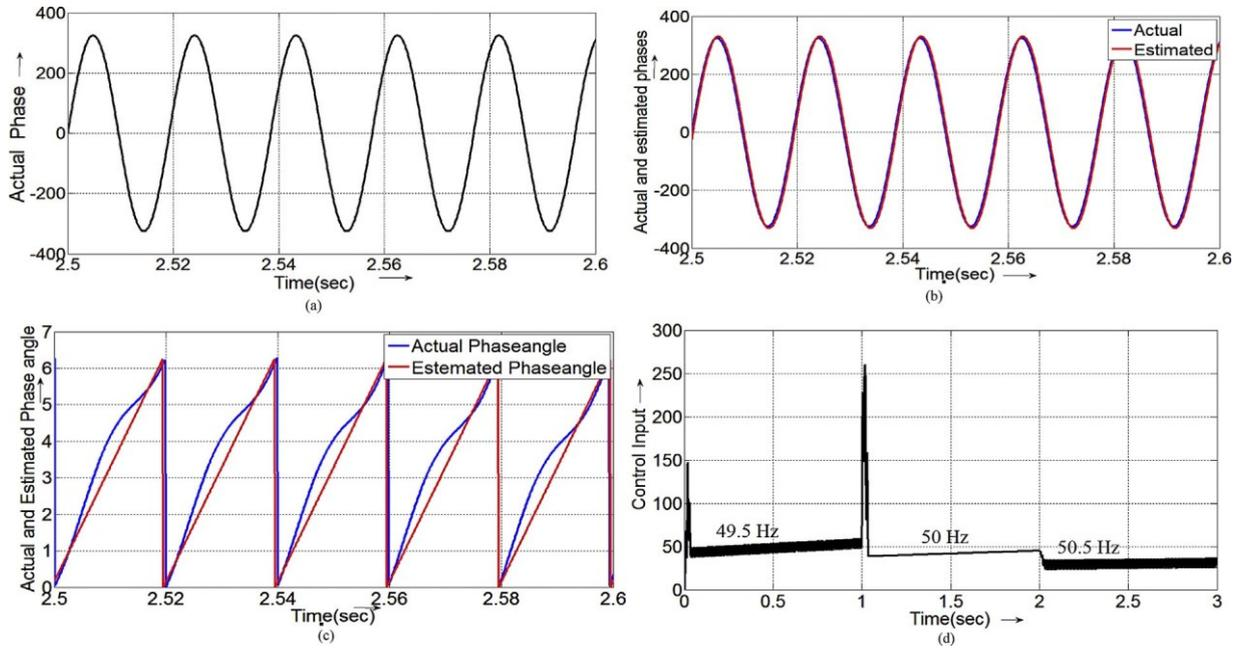 400
200
0
-200
-400
Actual Phase →
2.5 2.52 2.54 2.56 2.58 2.6
Time(sec) →
(a)
400
200
0
-200
-400
Actual and estimated phases →
Actual
Estimated
2.5 2.52 2.54 2.56 2.58 2.6
Time(sec) →
(b)
7
6
5
4
3
2
1
0
Actual and Estimated Phase angle →
Actual Phaseangle
Estemated Phaseangle
2.5 2.52 2.54 2.56 2.58 2.6
Time(sec) →
(c)
300
250
200
150
100
50
0
Control Input →
49.5 Hz
50 Hz
50.5 Hz
0 0.5 1 1.5 2 2.5 3
Time(sec) →
(d)